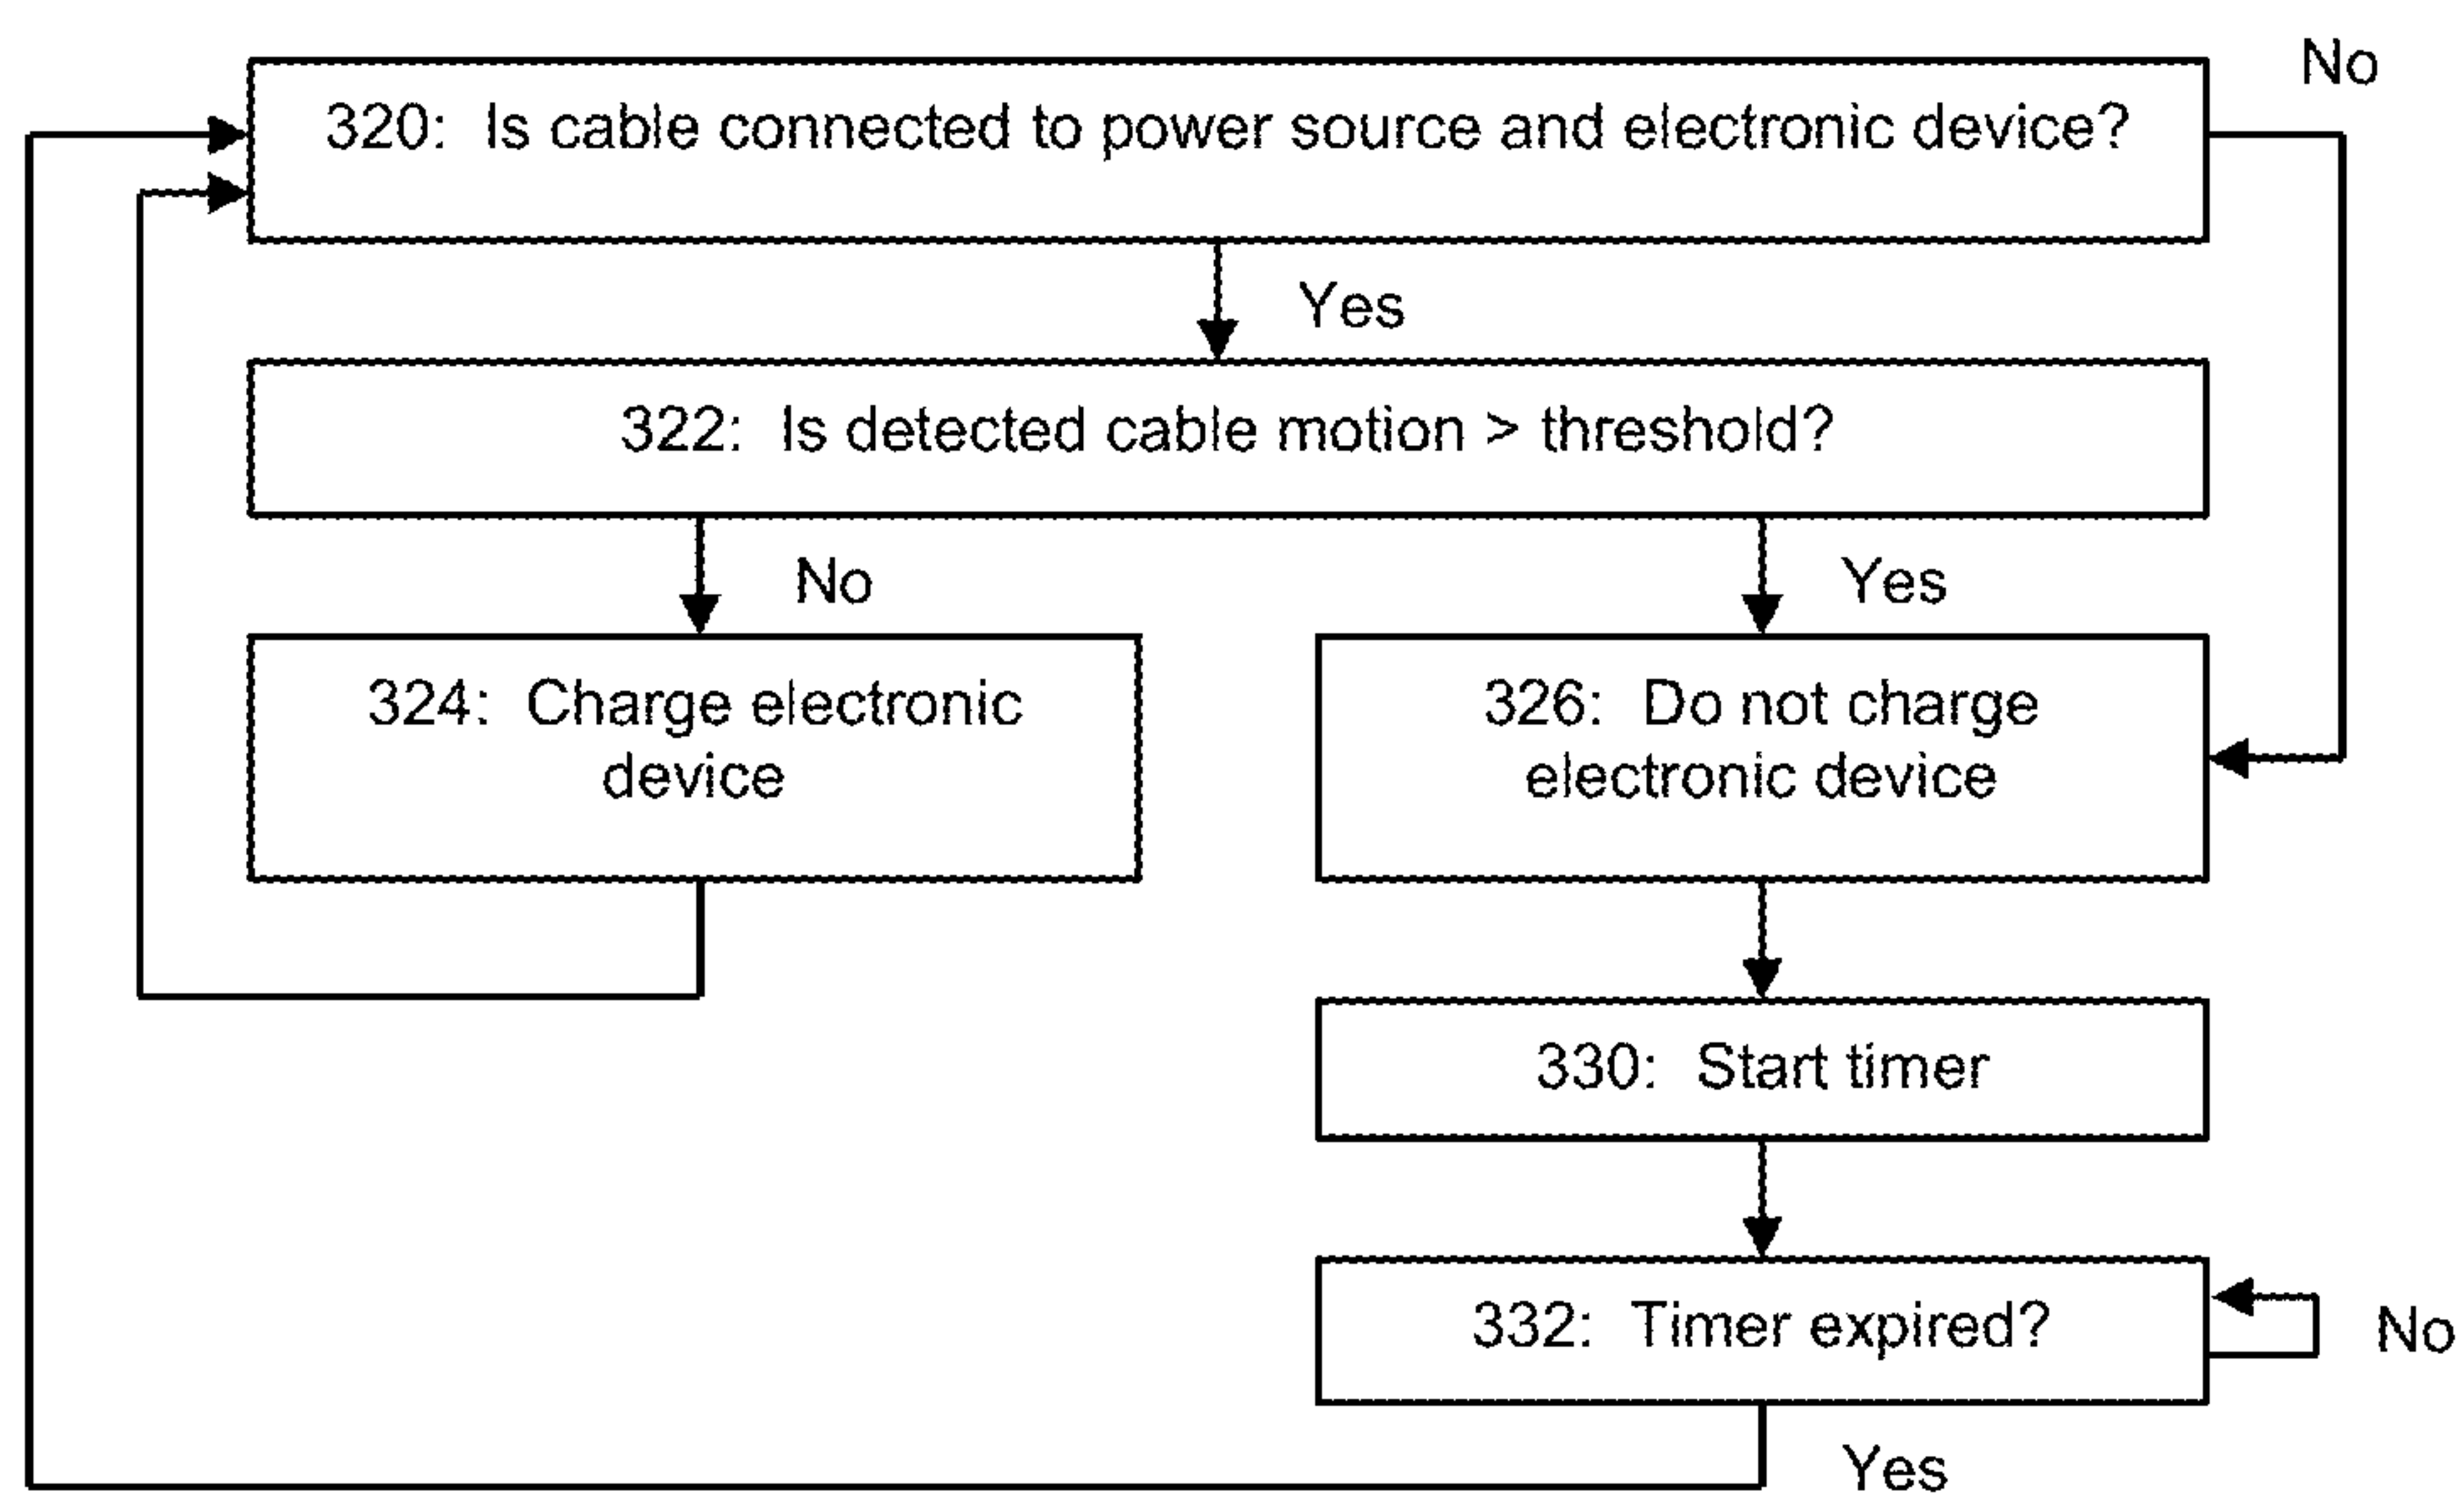 No
320: Is cable connected to power source and electronic device?
Yes
322: Is detected cable motion > threshold?
No
Yes
324: Charge electronic
device
326: Do not charge
electronic device
330: Start timer
332: Timer expired?
No
Yes